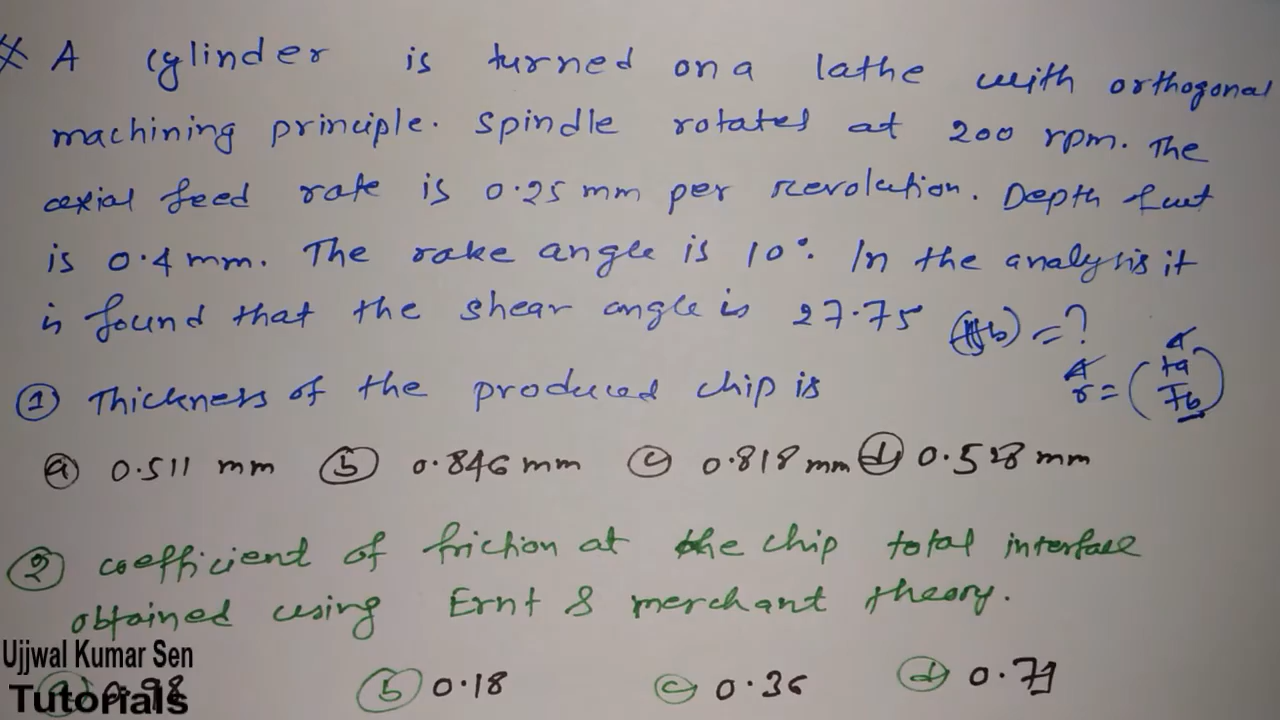 * A cylinder is turned on a lathe with orthogonal
machining principle. Spindle rotates at 200 rpm. The
axial feed rate is 0.25 mm per revolution. Depth of cut
is 0.4 mm. The rake angle is 10°. In the analysis it
is found that the shear angle is 27.75
(tb) = ?
r = (ta/tb)
① Thickness of the produced chip is
ⓐ 0.511 mm ⓑ 0.846 mm ⓒ 0.818 mm ⓓ 0.528 mm
② coefficient of friction at the chip total interface
obtained using Ernt & merchant theory.
Ujjwal Kumar Sen
Tutorials
ⓑ 0.18 ⓒ 0.36 ⓓ 0.71